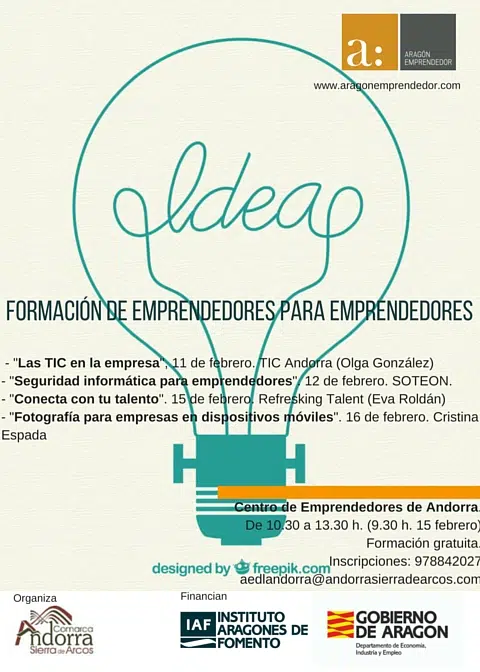 a:
ARAGÓN
EMPRENDEDOR
www.aragonemprendedor.com
Idea
FORMACIÓN DE EMPRENDEDORES PARA EMPRENDEDORES
- "Las TIC en la empresa", 11 de febrero. TIC Andorra (Olga González)
- "Seguridad informática para emprendedores". 12 de febrero. SOTEON.
- "Conecta con tu talento". 15 de febrero. Refresking Talent (Eva Roldán)
- "Fotografía para empresas en dispositivos móviles". 16 de febrero. Cristina
Espada
Centro de Emprendedores de Andorra.
De 10.30 a 13.30 h. (9.30 h. 15 febrero)
Formación gratuita.
Inscripciones: 978842027
aedlandorra@andorrasierradearcos.com
designed by freepik.com
Organiza
Comarca
Andorra
Sierra de Arcos
Financian
IAF
INSTITUTO
ARAGONES DE
FOMENTO
GOBIERNO
DE ARAGON
Departamento de Economía,
Industria y Empleo